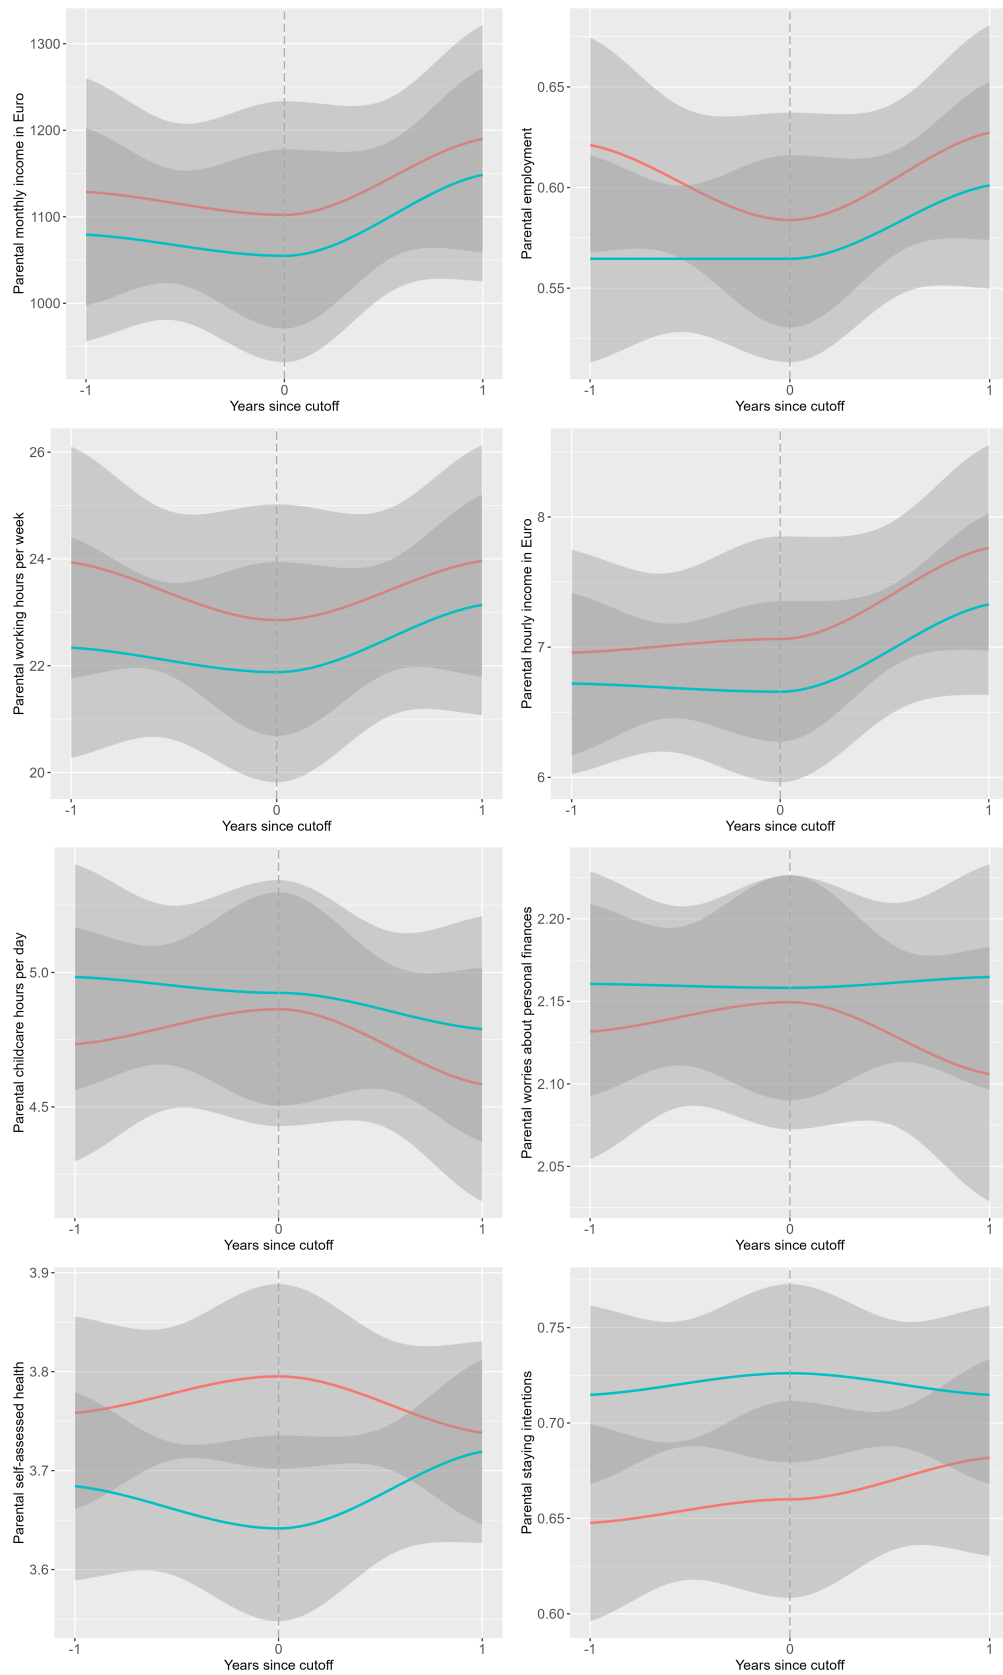 Parental monthly income in Euro
1300
1200
1100
1000
-1 0 1
Years since cutoff
Parental employment
0.65
0.60
0.55
-1 0 1
Years since cutoff
Parental working hours per week
26
24
22
20
-1 0 1
Years since cutoff
Parental hourly income in Euro
8
7
6
-1 0 1
Years since cutoff
Parental childcare hours per day
5.0
4.5
-1 0 1
Years since cutoff
Parental worries about personal finances
2.20
2.15
2.10
2.05
-1 0 1
Years since cutoff
Parental self-assessed health
3.9
3.8
3.7
3.6
-1 0 1
Years since cutoff
Parental staying intentions
0.75
0.70
0.65
0.60
-1 0 1
Years since cutoff